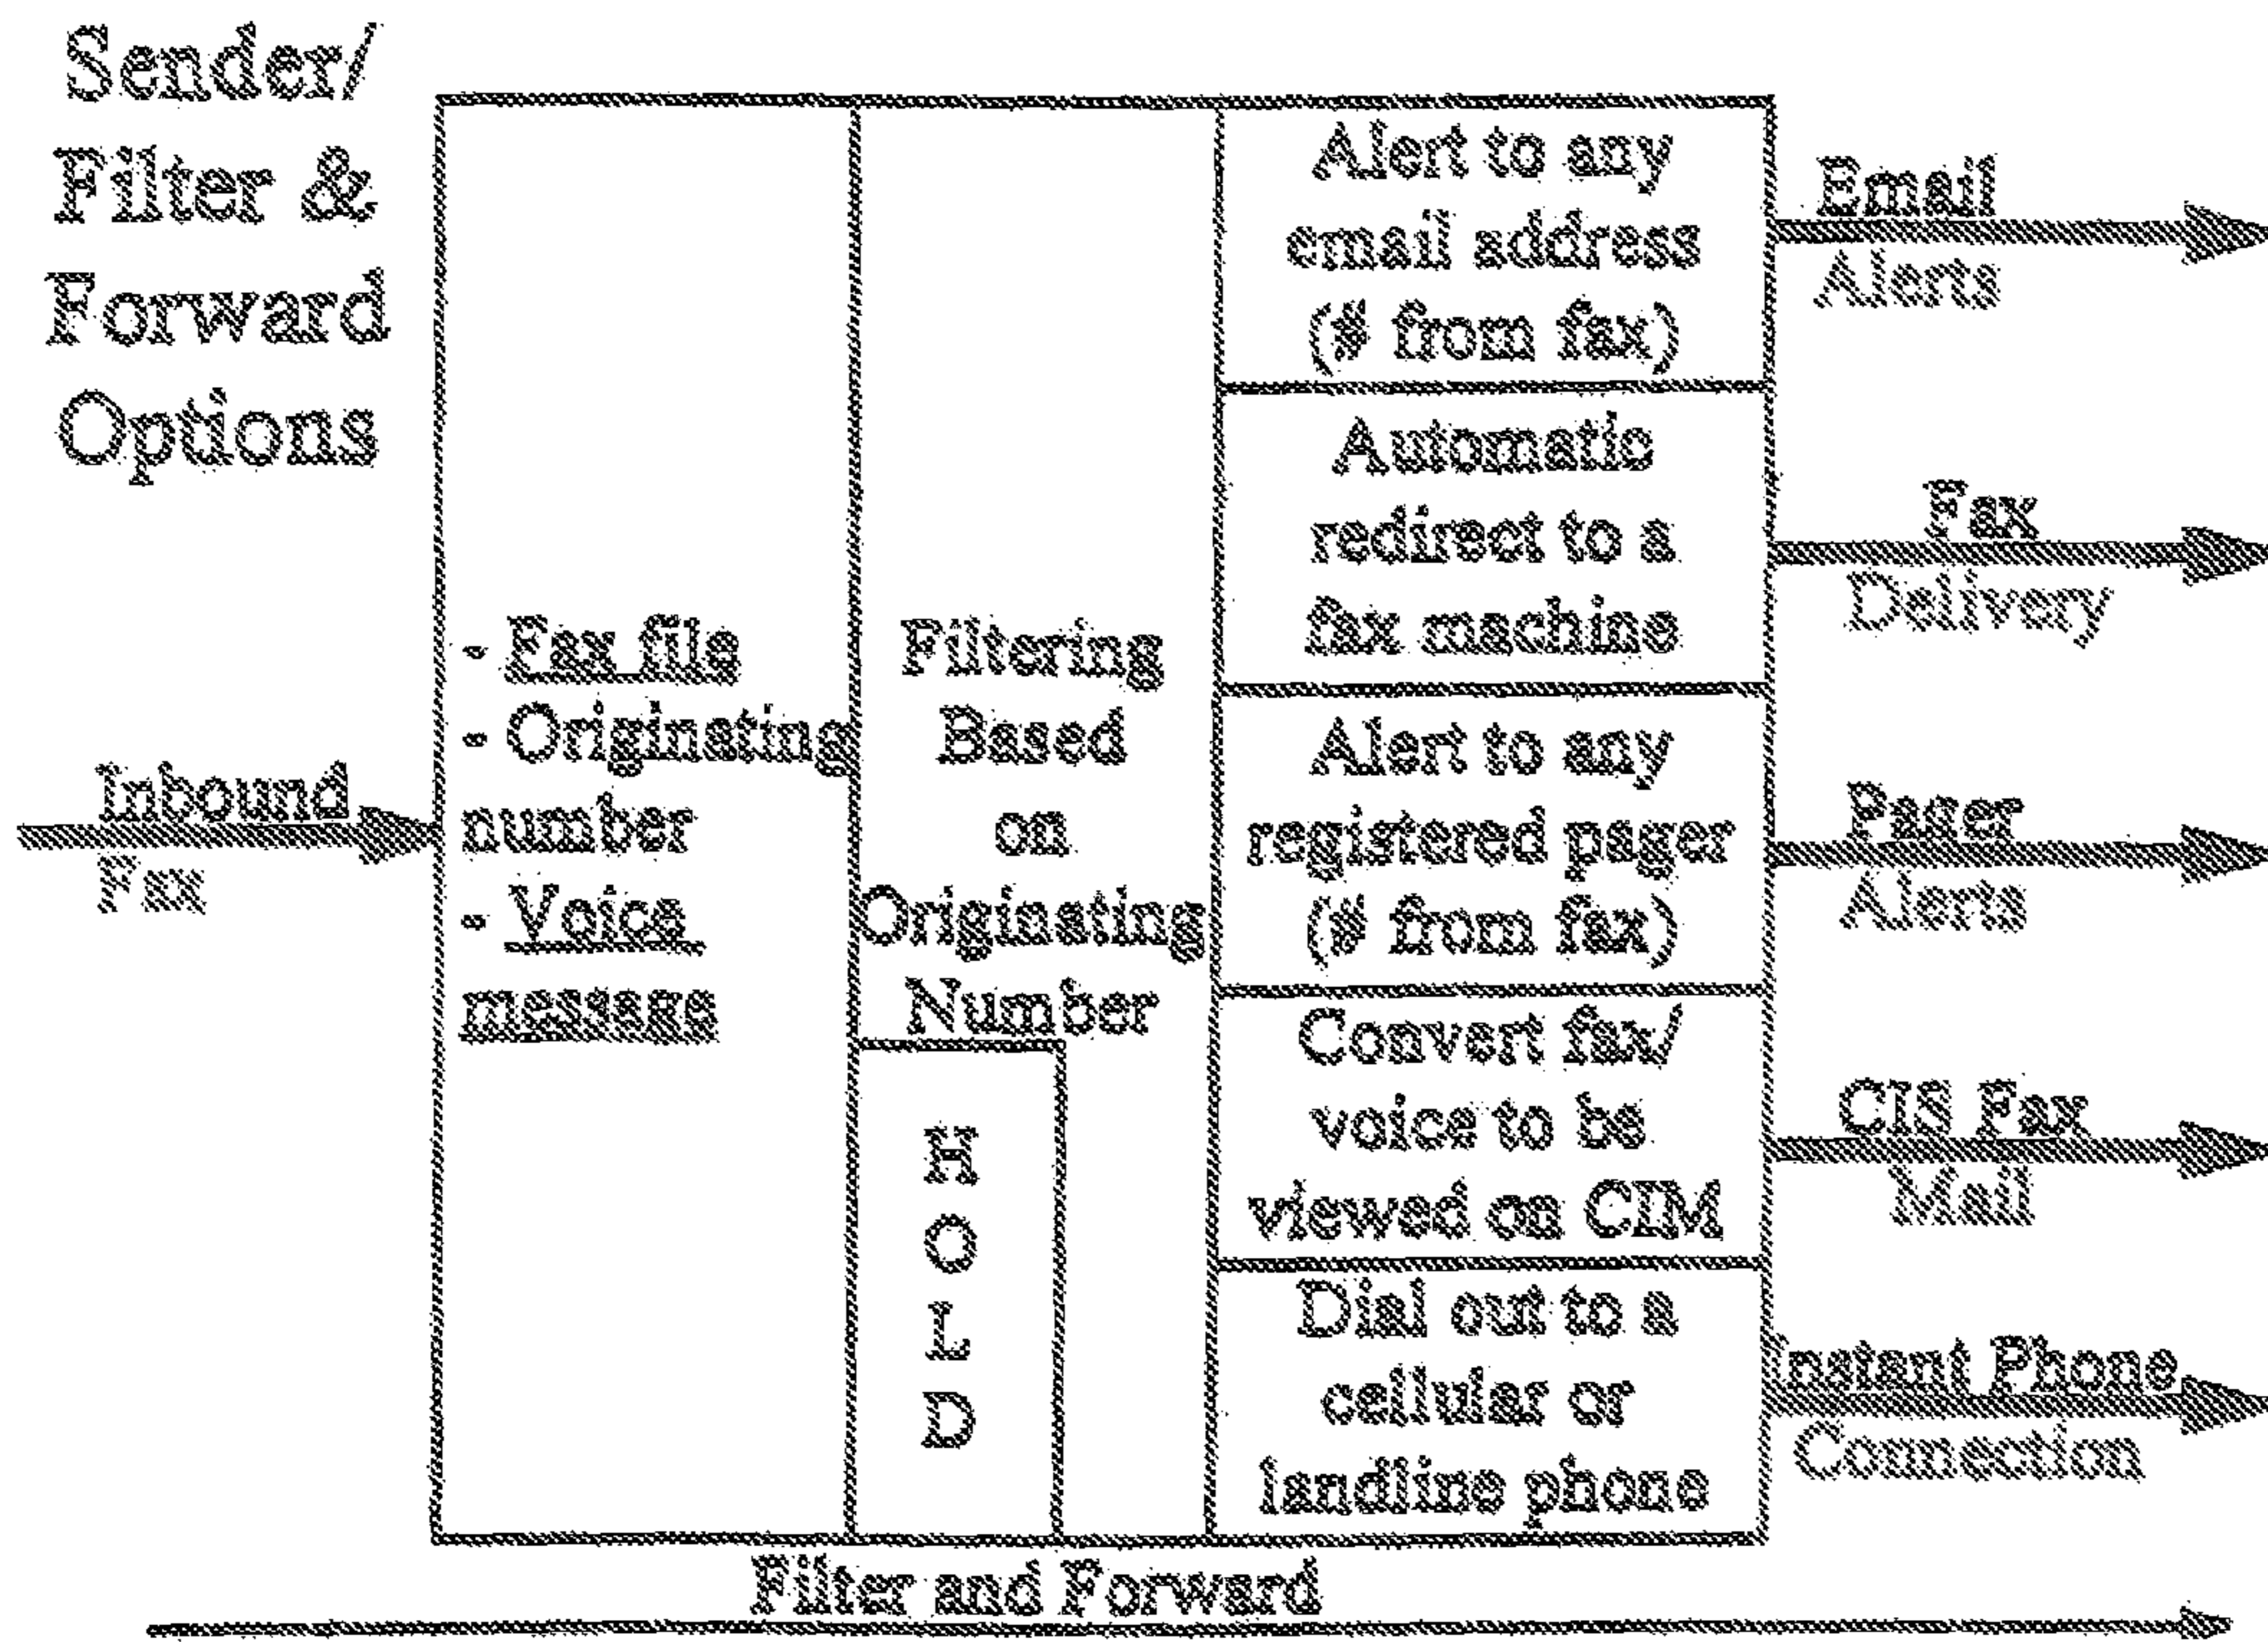 Sender/
Filter &
Forward
Options
Inbound
Fax
- Fax file
- Originating
number
- Voice
message
Filtering
Based
on
Originating
Number
H
O
L
D
Alert to any
email address
(# from fax)
Automatic
redirect to a
fax machine
Alert to any
registered pager
(# from fax)
Convert fax/
voice to be
viewed on CIM
Dial out to a
cellular or
landline phone
Email
Alerts
Fax
Delivery
Pager
Alerts
CIS Fax
Mail
Instant Phone
Connection
Filter and Forward